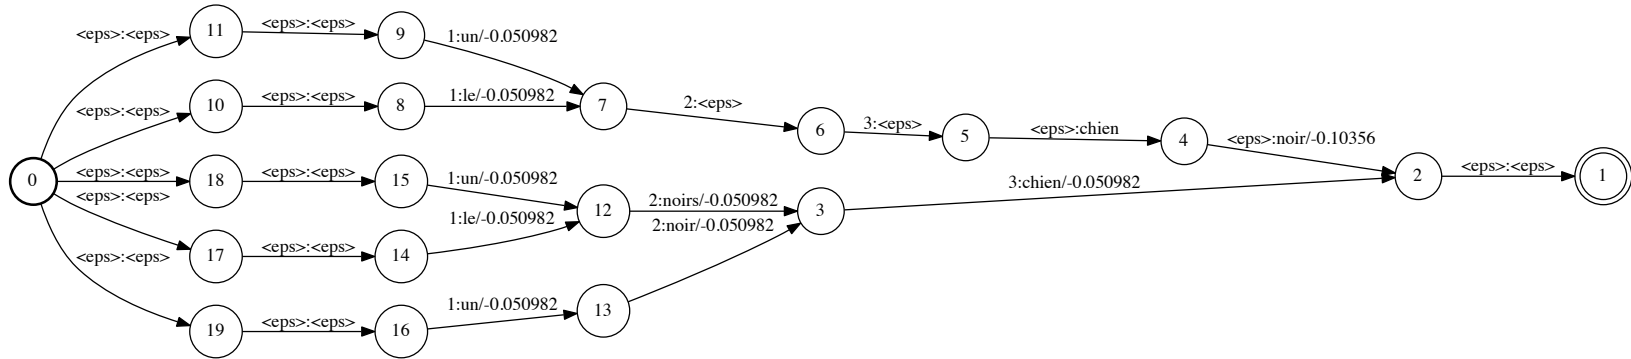 <eps>:<eps>
11
<eps>:<eps>
9
1:un/-0.050982
<eps>:<eps>
10
<eps>:<eps>
8
1:le/-0.050982
7
2:<eps>
6
3:<eps>
5
<eps>:chien
4
<eps>:noir/-0.10356
0
<eps>:<eps>
18
<eps>:<eps>
15
1:un/-0.050982
<eps>:<eps>
17
<eps>:<eps>
14
1:le/-0.050982
12
2:noirs/-0.050982
2:noir/-0.050982
3
3:chien/-0.050982
2
<eps>:<eps>
1
<eps>:<eps>
19
<eps>:<eps>
16
1:un/-0.050982
13